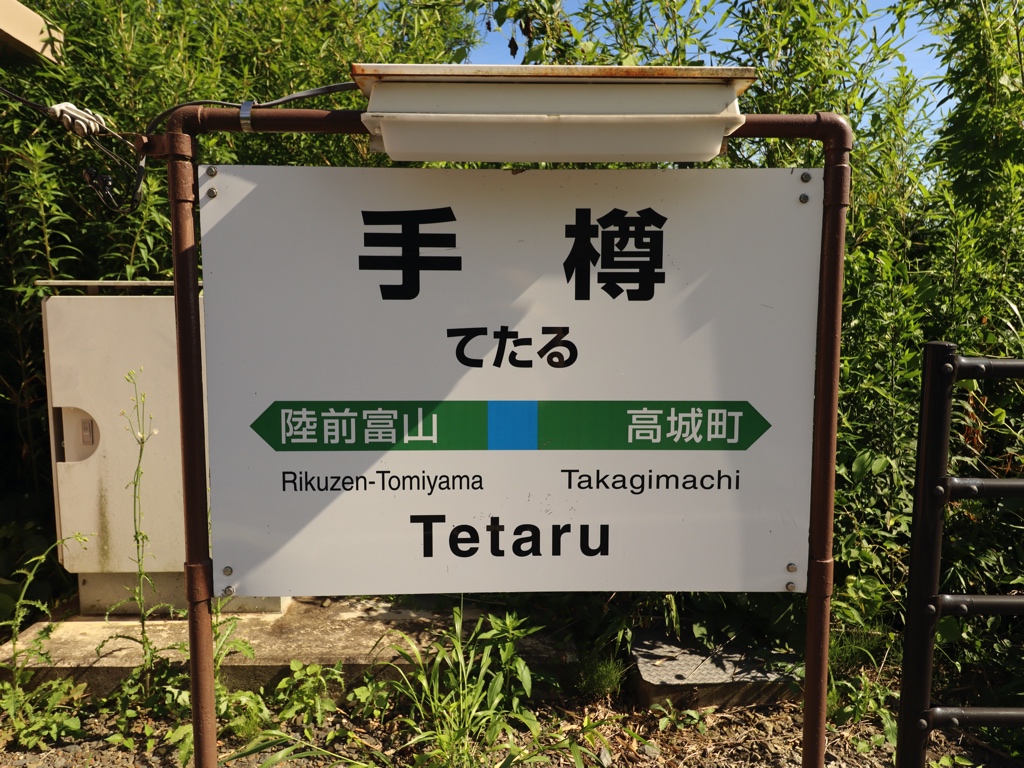 手樽
てたる
陸前富山 高城町
Rikuzen-Tomiyama Takagimachi
Tetaru